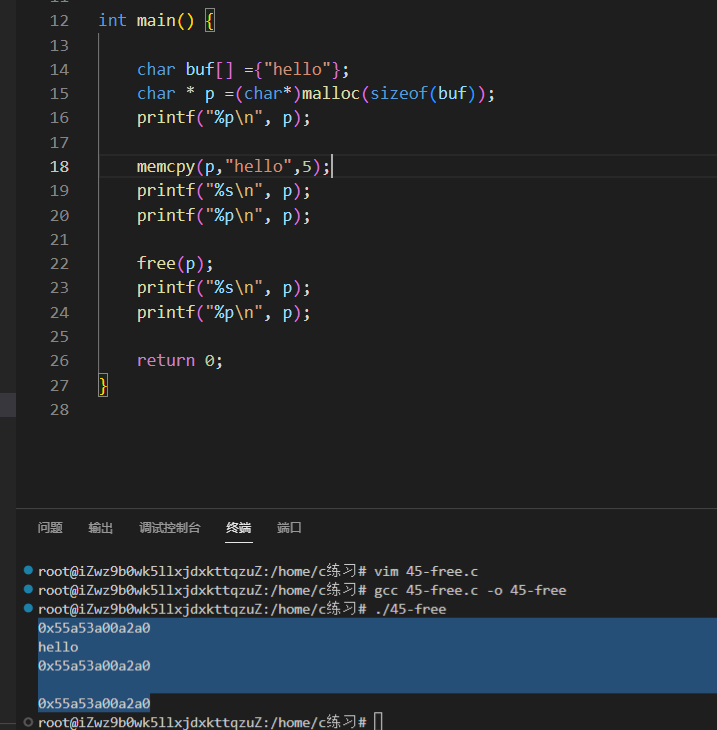 11
12 int main() {
13
14 char buf[] ={"hello"};
15 char * p =(char*)malloc(sizeof(buf));
16 printf("%p\n", p);
17
18 memcpy(p,"hello",5);
19 printf("%s\n", p);
20 printf("%p\n", p);
21
22 free(p);
23 printf("%s\n", p);
24 printf("%p\n", p);
25
26 return 0;
27 }
28
问题 输出 调试控制台 终端 端口
root@iZwz9b0wk5llxjdxkttqzuZ:/home/c练习# vim 45-free.c
root@iZwz9b0wk5llxjdxkttqzuZ:/home/c练习# gcc 45-free.c -o 45-free
root@iZwz9b0wk5llxjdxkttqzuZ:/home/c练习# ./45-free
0x55a53a00a2a0
hello
0x55a53a00a2a0
0x55a53a00a2a0
root@iZwz9b0wk5llxjdxkttqzuZ:/home/c练习#